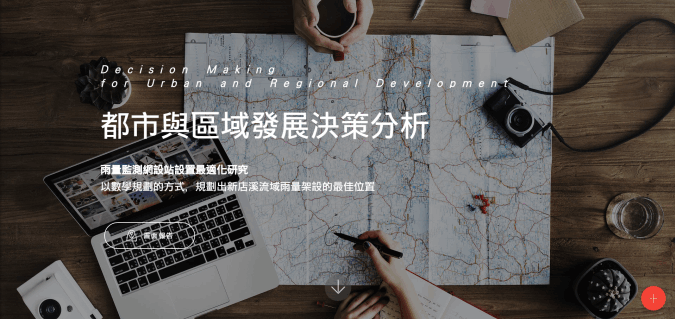 Decision Making
for Urban and Regional Development
都市與區域發展決策分析
雨量監測網設站設置最適化研究
以數學規劃的方式，規劃出新店溪流域雨量架設的最佳位置